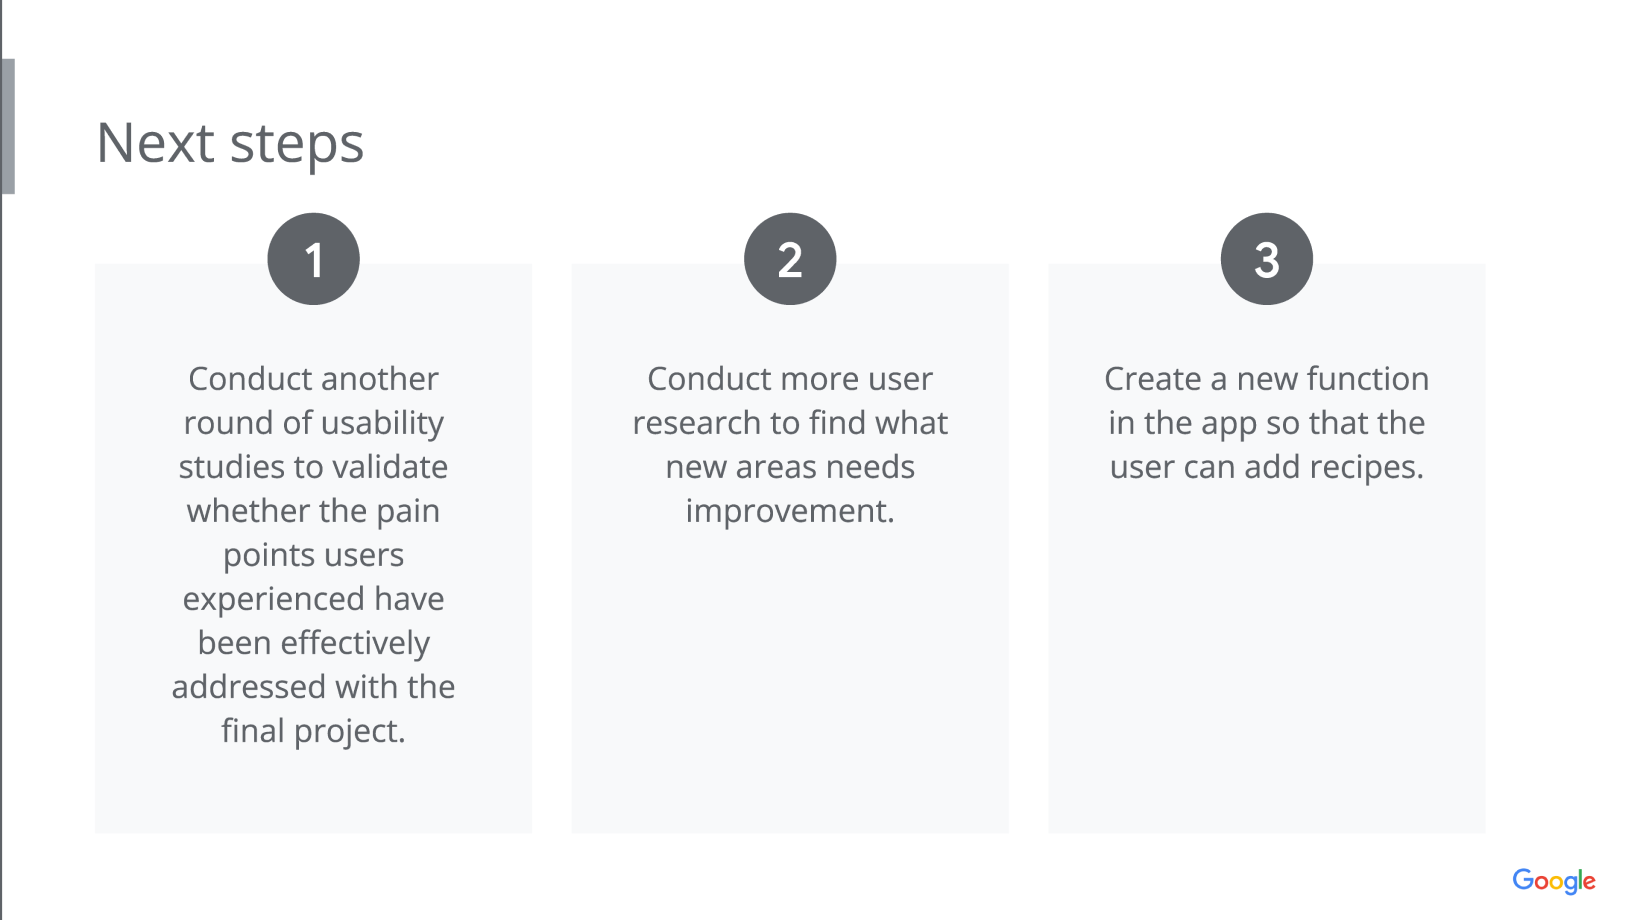 Next steps
1
Conduct another
round of usability
studies to validate
whether the pain
points users
experienced have
been effectively
addressed with the
final project.
2
Conduct more user
research to find what
new areas needs
improvement.
3
Create a new function
in the app so that the
user can add recipes.
Google